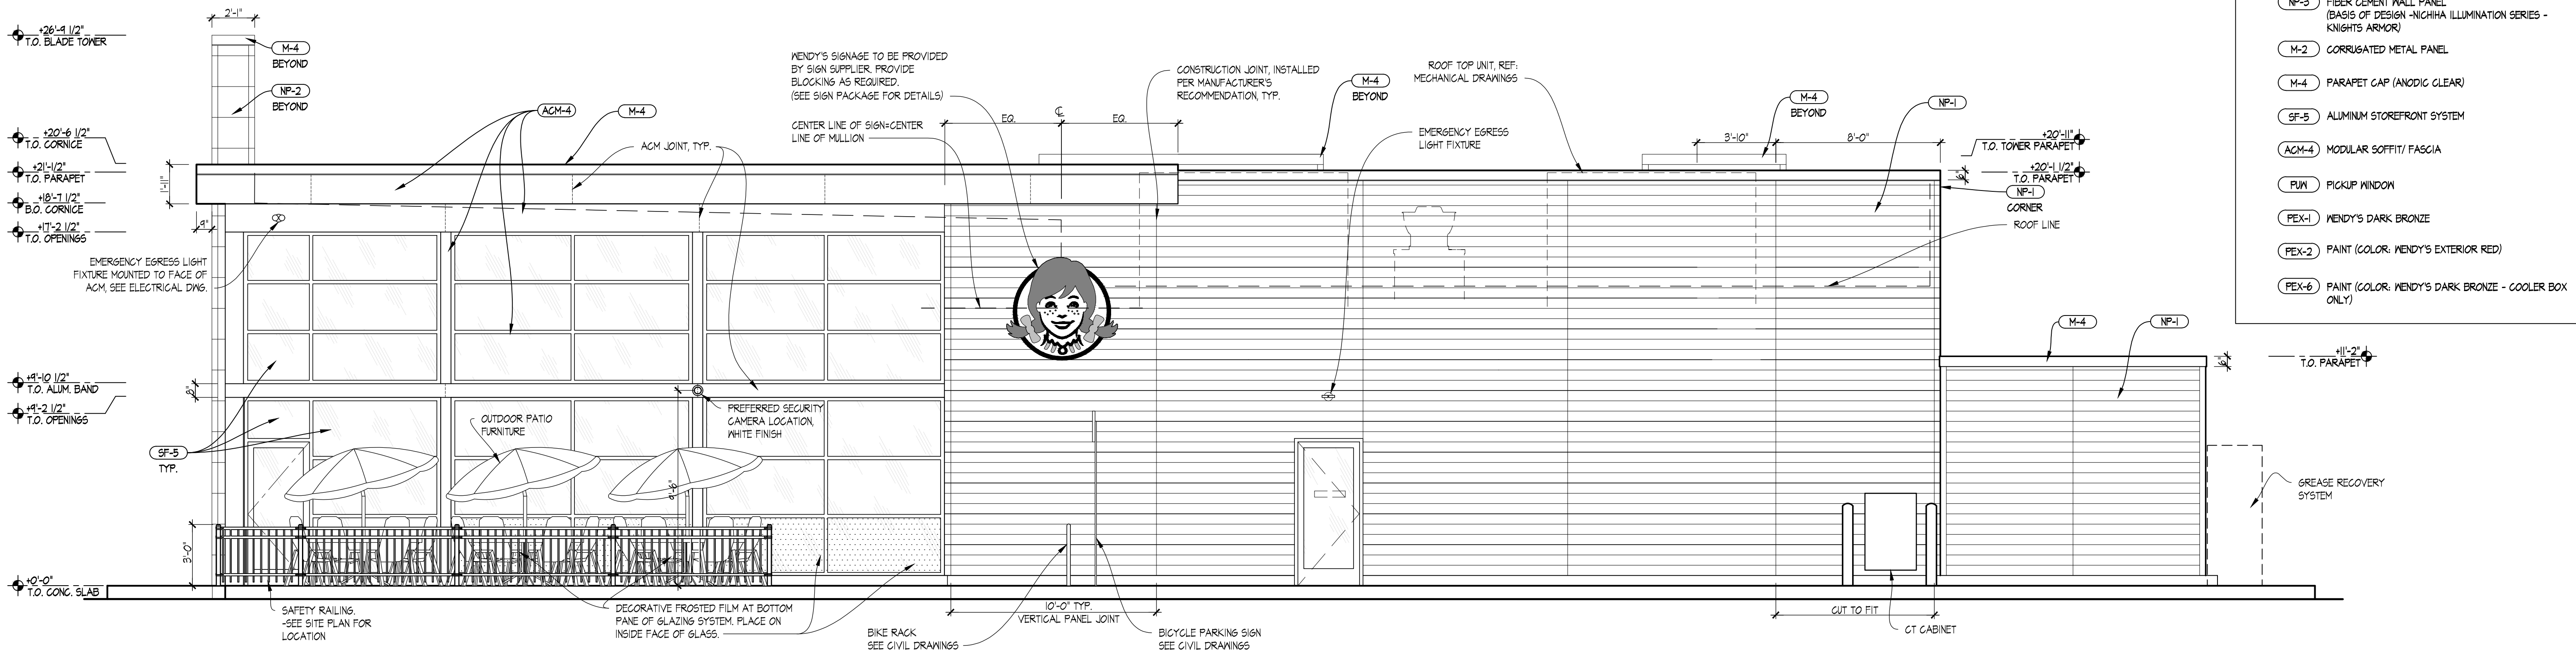 2'-1"
+26'-9 1/2"
T.O. BLADE TOWER
M-4
BEYOND
NP-2
BEYOND
+20'-6 1/2"
T.O. CORNICE
+21'-1/2"
T.O. PARAPET
1'-11"
+18'-7 1/2"
B.O. CORNICE
+17'-2 1/2"
T.O. OPENINGS
9"
EMERGENCY EGRESS LIGHT
FIXTURE MOUNTED TO FACE OF
ACM, SEE ELECTRICAL DWG.
+9'-10 1/2"
T.O. ALUM. BAND
8"
+9'-2 1/2"
T.O. OPENINGS
SF-5
TYP.
3'-0"
+0'-0"
T.O. CONC. SLAB
SAFETY RAILING.
-SEE SITE PLAN FOR
LOCATION
ACM-4
M-4
ACM JOINT, TYP.
OUTDOOR PATIO
FURNITURE
PREFERRED SECURITY
CAMERA LOCATION,
WHITE FINISH
DECORATIVE FROSTED FILM AT BOTTOM
PANE OF GLAZING SYSTEM. PLACE ON
INSIDE FACE OF GLASS.
WENDY'S SIGNAGE TO BE PROVIDED
BY SIGN SUPPLIER. PROVIDE
BLOCKING AS REQUIRED.
(SEE SIGN PACKAGE FOR DETAILS)
CENTER LINE OF SIGN=CENTER
LINE OF MULLION
EQ.
EQ.
CONSTRUCTION JOINT, INSTALLED
PER MANUFACTURER'S
RECOMMENDATION, TYP.
M-4
BEYOND
ROOF TOP UNIT, REF:
MECHANICAL DRAWINGS
EMERGENCY EGRESS
LIGHT FIXTURE
M-4
BEYOND
3'-10"
8'-0"
NP-1
+20'-11"
T.O. TOWER PARAPET
+20'-1 1/2"
T.O. PARAPET
6"
NP-1
CORNER
ROOF LINE
M-4
NP-1
+11'-2"
T.O. PARAPET
6"
GREASE RECOVERY
SYSTEM
10'-0" TYP.
VERTICAL PANEL JOINT
BIKE RACK
SEE CIVIL DRAWINGS
BICYCLE PARKING SIGN
SEE CIVIL DRAWINGS
CUT TO FIT
CT CABINET
NP-3 FIBER CEMENT WALL PANEL
(BASIS OF DESIGN -NICHIHA ILLUMINATION SERIES -
KNIGHTS ARMOR)
M-2 CORRUGATED METAL PANEL
M-4 PARAPET CAP (ANODIC CLEAR)
SF-5 ALUMINUM STOREFRONT SYSTEM
ACM-4 MODULAR SOFFIT/ FASCIA
PUW PICKUP WINDOW
PEX-1 WENDY'S DARK BRONZE
PEX-2 PAINT (COLOR: WENDY'S EXTERIOR RED)
PEX-6 PAINT (COLOR: WENDY'S DARK BRONZE - COOLER BOX
ONLY)